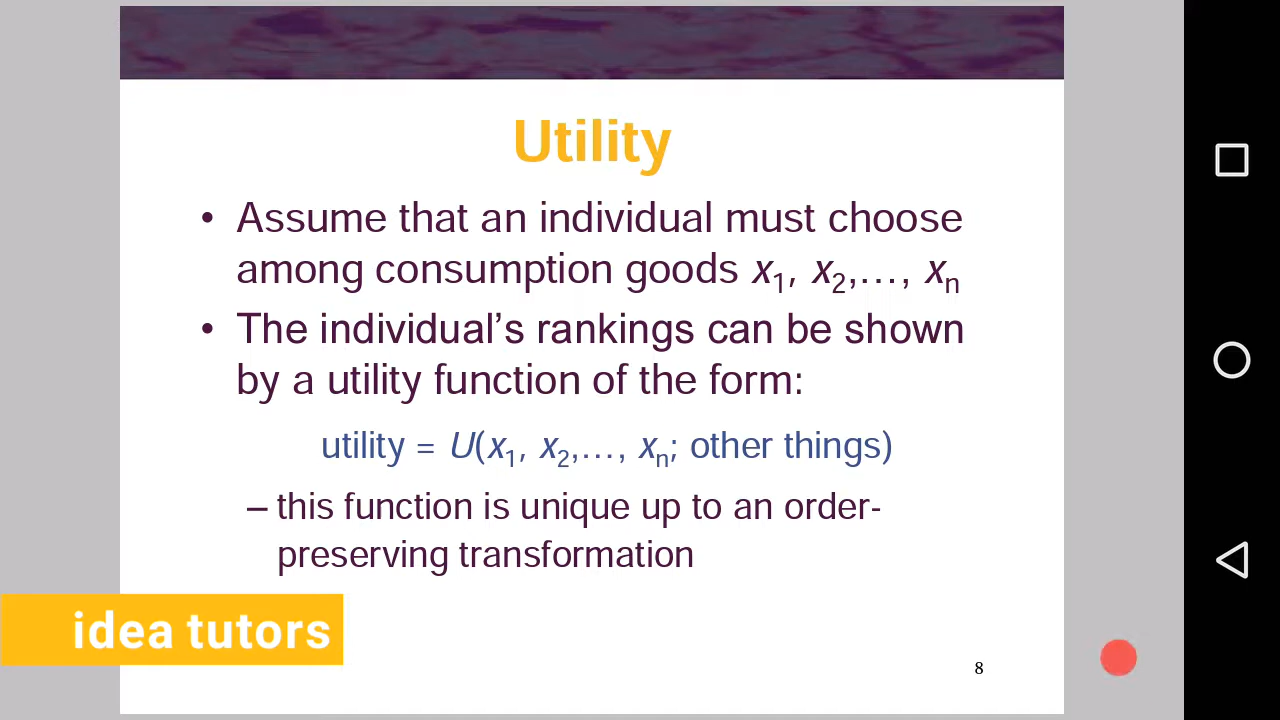 Utility
• Assume that an individual must choose
among consumption goods x₁, x₂,…, xₙ
• The individual’s rankings can be shown
by a utility function of the form:
utility = U(x₁, x₂,…, xₙ; other things)
– this function is unique up to an order-
preserving transformation
idea tutors
8